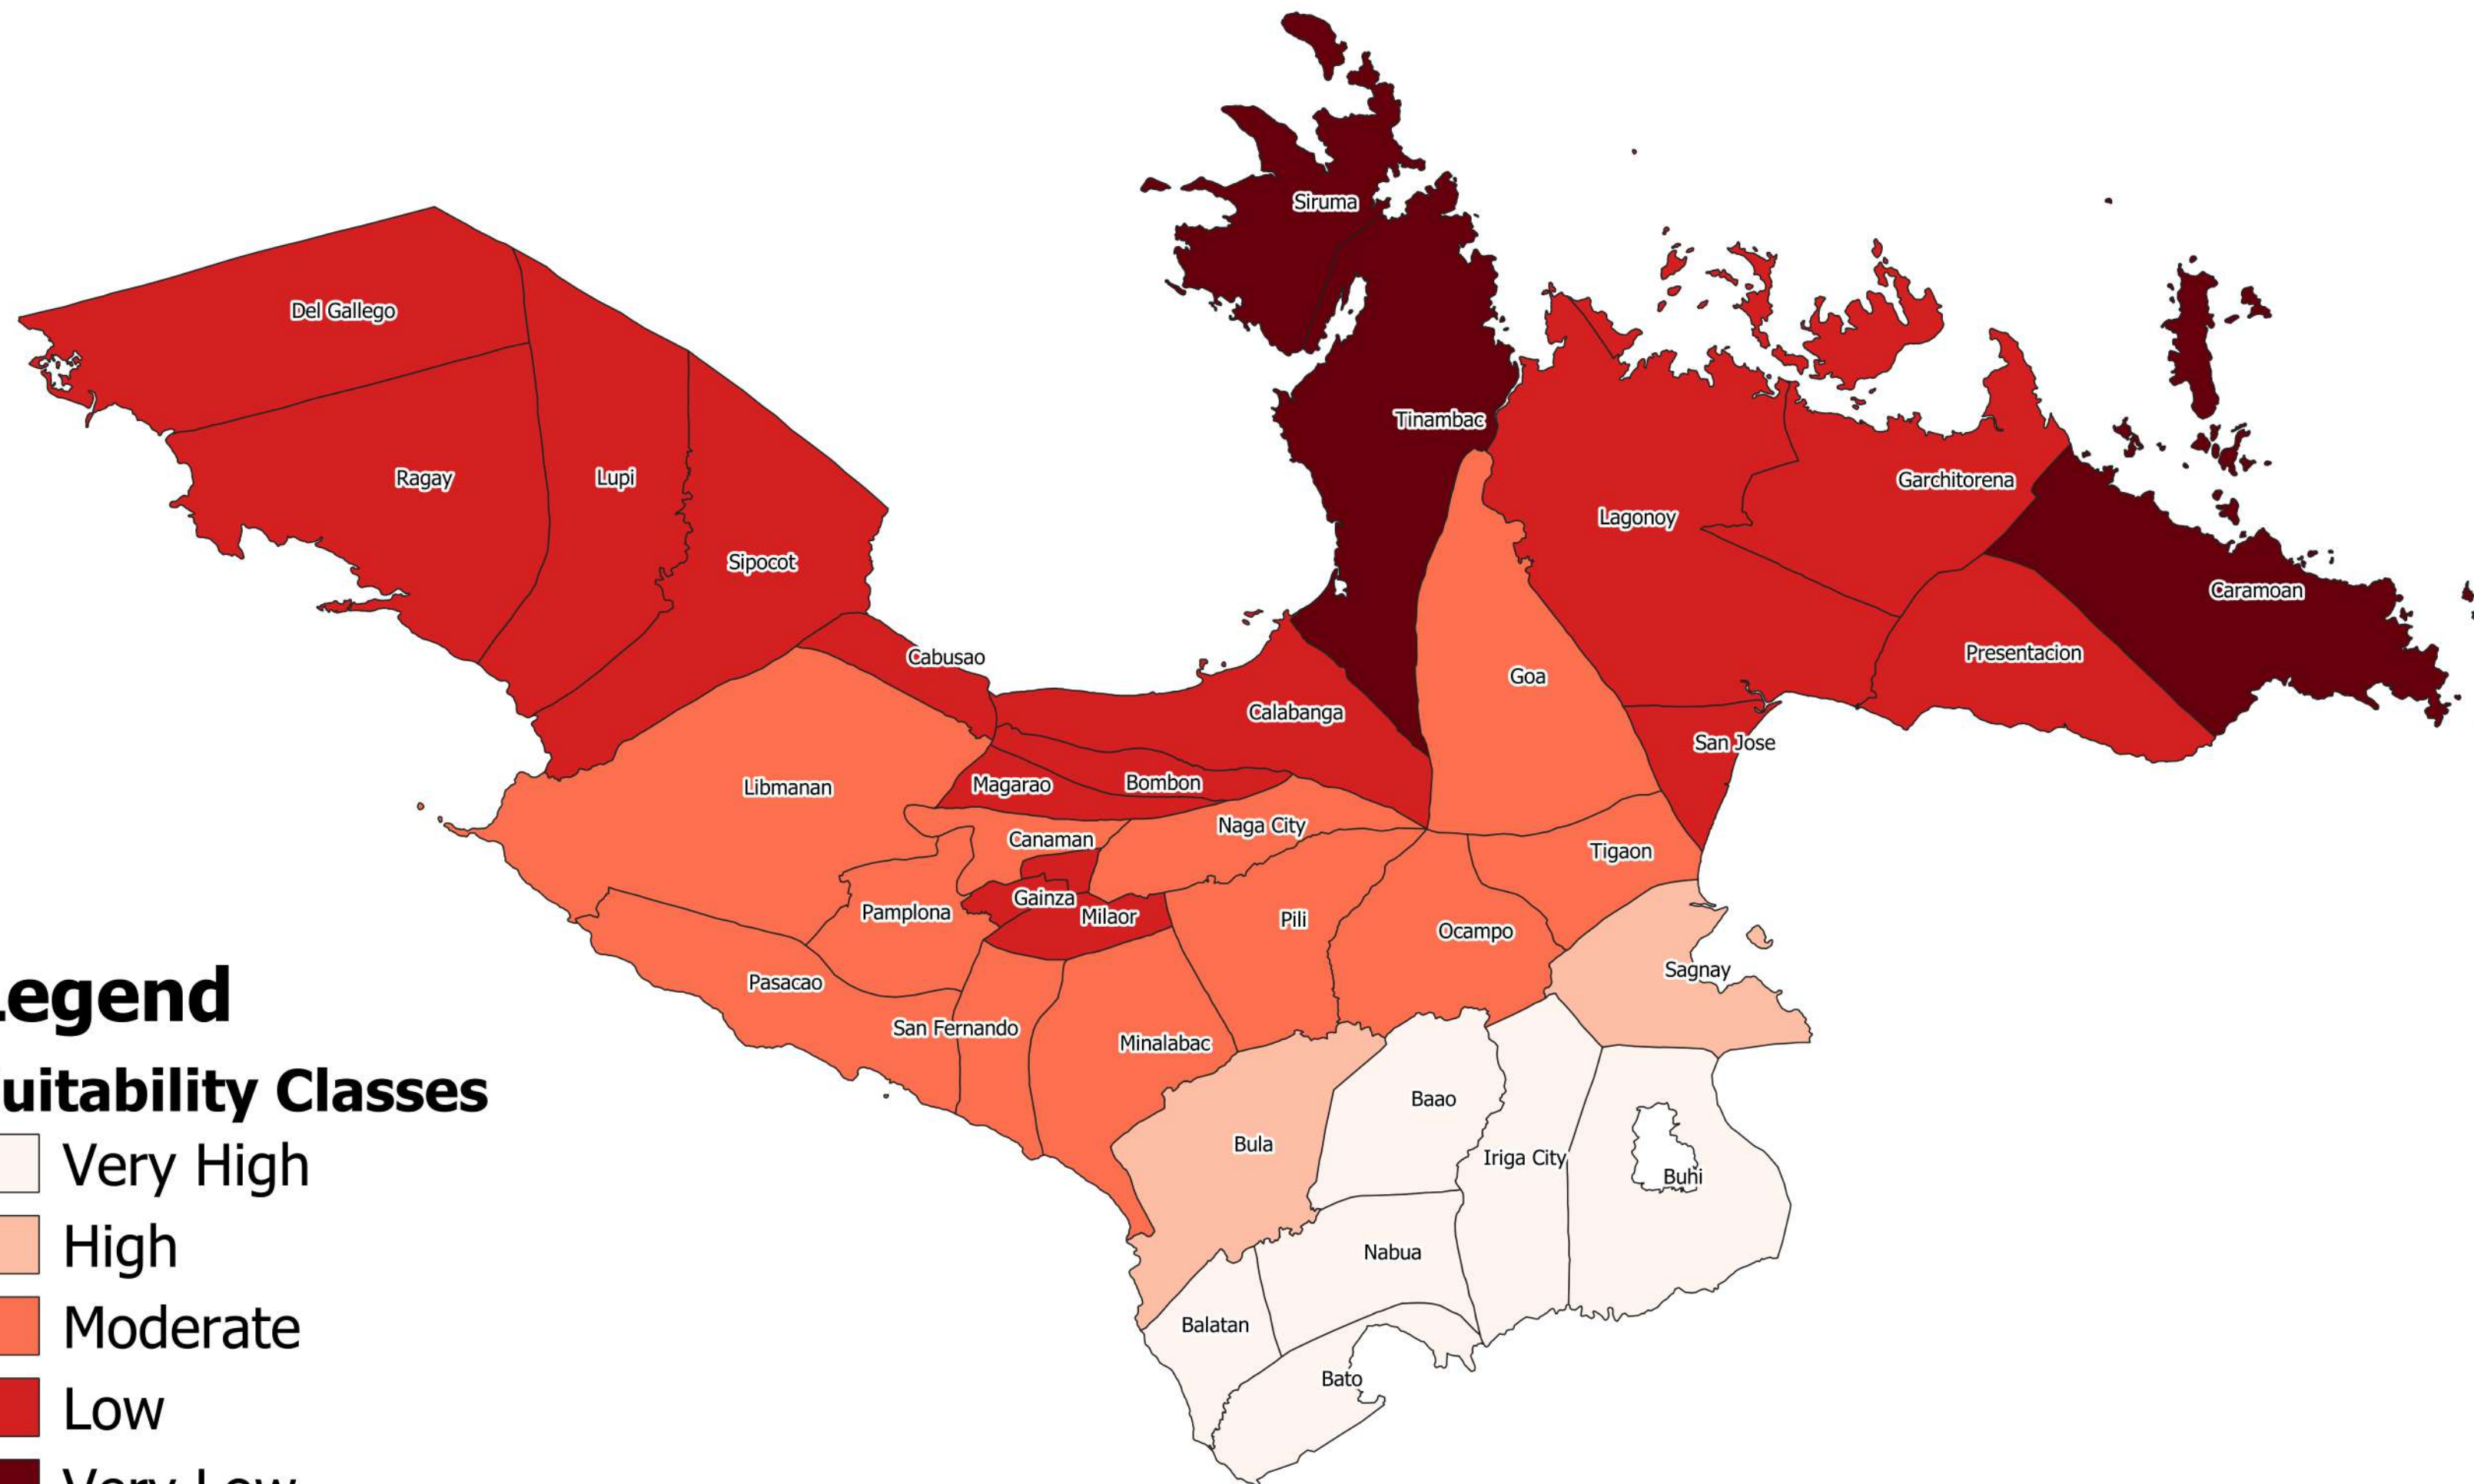 Siruma
Del Gallego
Tinambac
Ragay
Lupi
Garchitorena
Lagonoy
Sipocot
Caramoan
Cabusao
Presentacion
Goa
Calabanga
San Jose
Libmanan
Magarao
Bombon
Naga City
Canaman
Tigaon
Gainza
Pamplona
Milaor
Pili
Ocampo
Sagnay
Pasacao
San Fernando
Minalabac
Baao
Bula
Iriga City
Buhi
Nabua
Balatan
Bato
egend
uitability Classes
Very High
High
Moderate
Low
Very Low